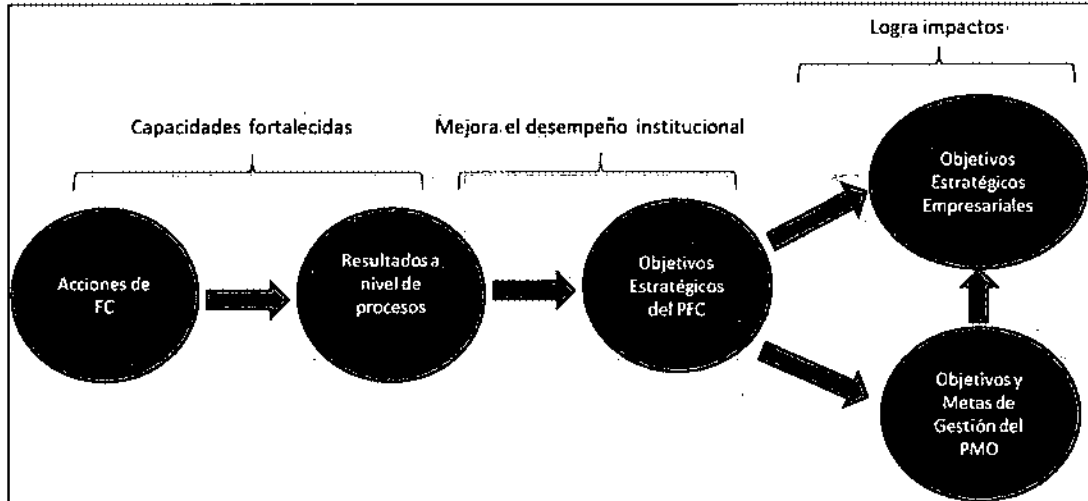 Logra impactos
Capacidades fortalecidas
Mejora el desempeño institucional
Acciones de
FC
Resultados a
nivel de
procesos
Objetivos
Estratégicos
del PFC
Objetivos
Estratégicos
Empresariales
Objetivos y
Metas de
Gestión del
PMO